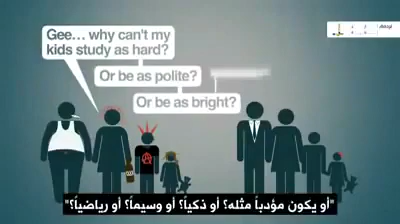 Gee... why can't my
kids study as hard?
Or be as polite?
Or be as bright?
"أو يكون مؤدباً مثله؟ أو ذكياً؟ أو وسيماً؟ أو رياضياً؟"